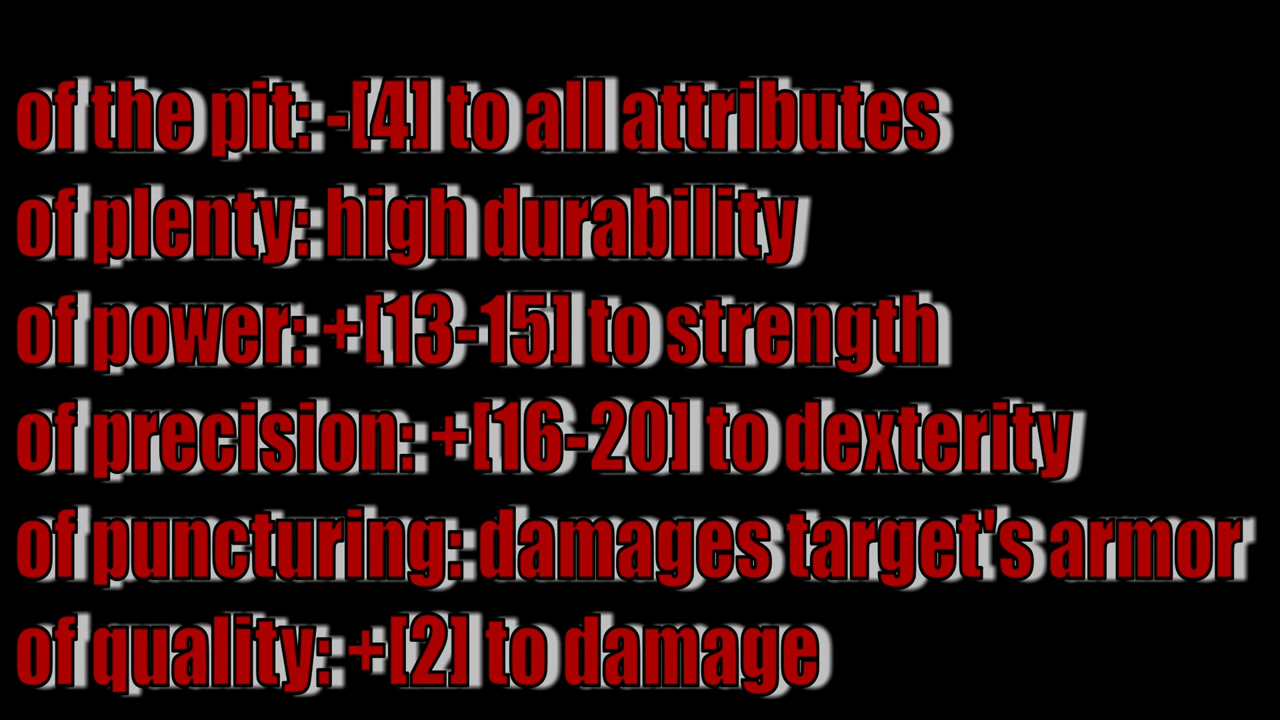 of the pit: -[4] to all attributes
of plenty: high durability
of power: +[13-15] to strength
of precision: +[16-20] to dexterity
of puncturing: damages target's armor
of quality: +[2] to damage